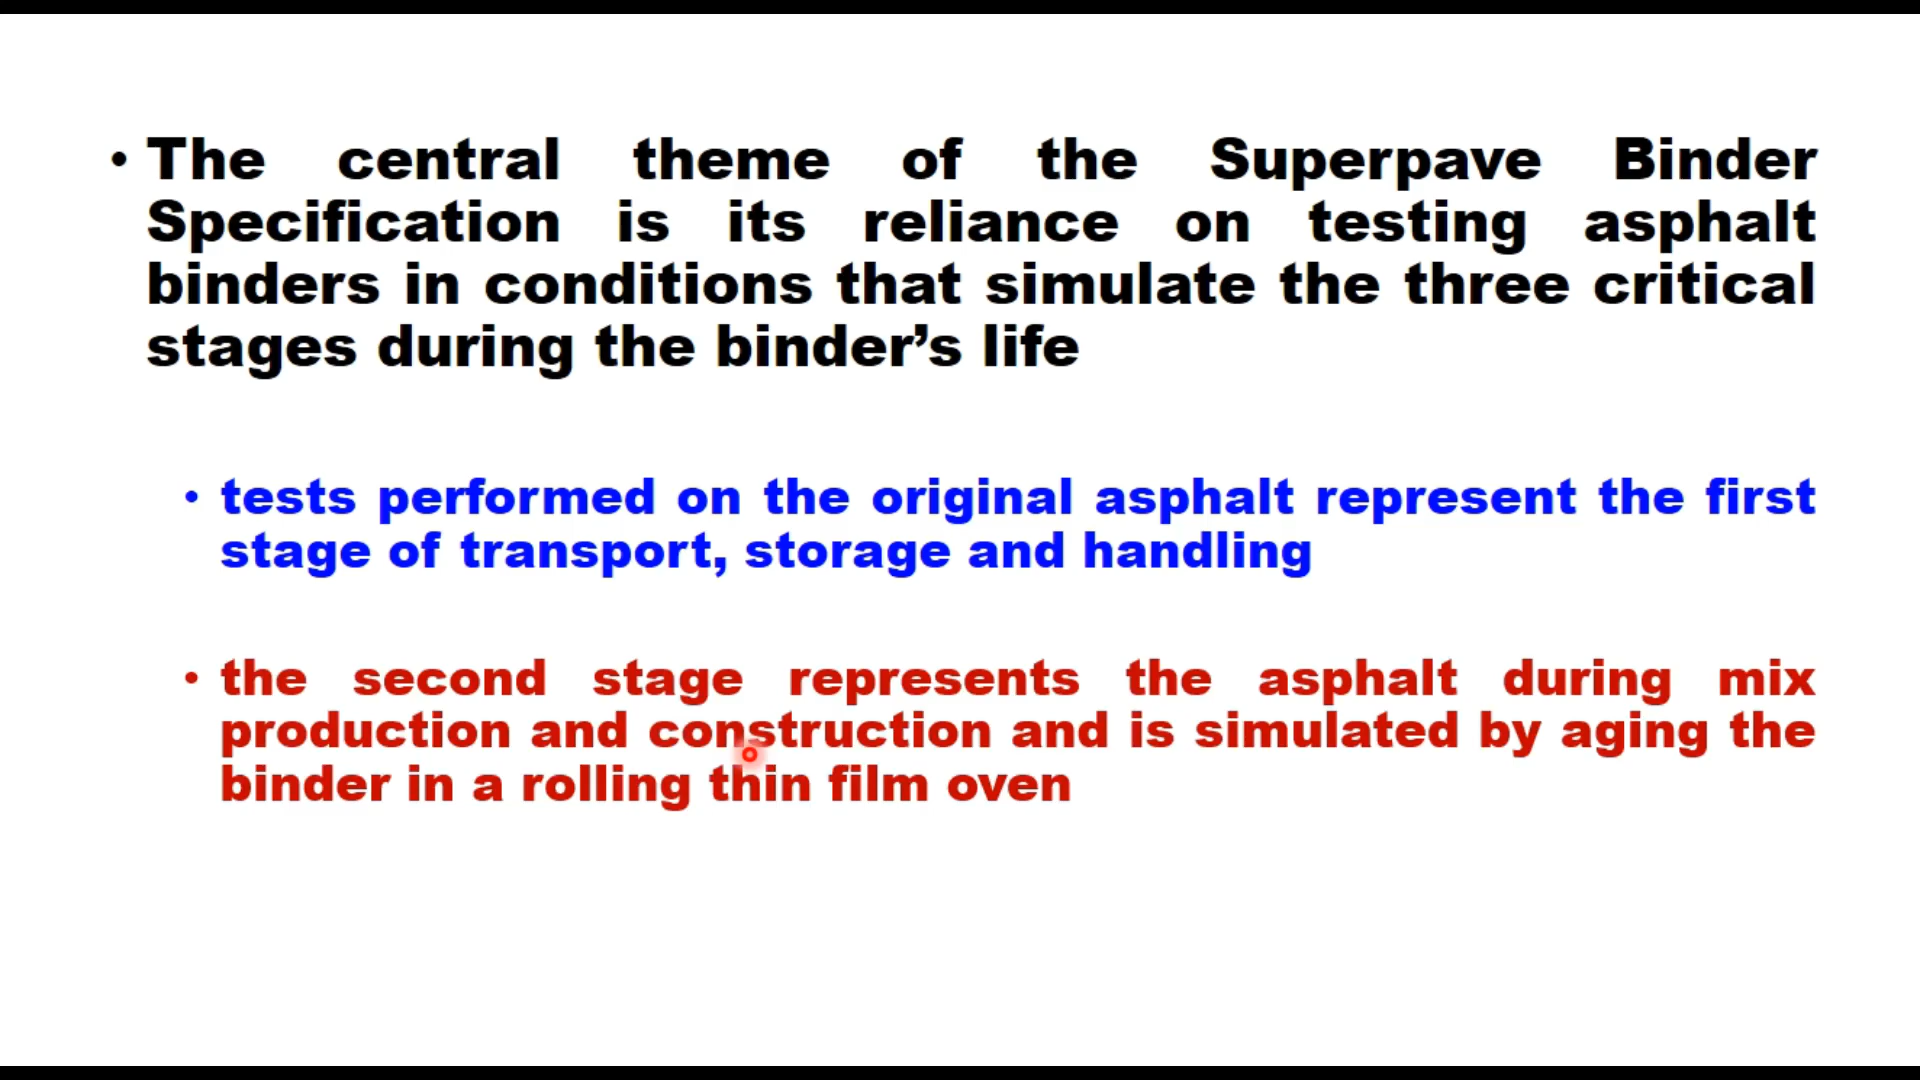 • The central theme of the Superpave Binder
Specification is its reliance on testing asphalt
binders in conditions that simulate the three critical
stages during the binder’s life
• tests performed on the original asphalt represent the first
stage of transport, storage and handling
• the second stage represents the asphalt during mix
production and construction and is simulated by aging the
binder in a rolling thin film oven